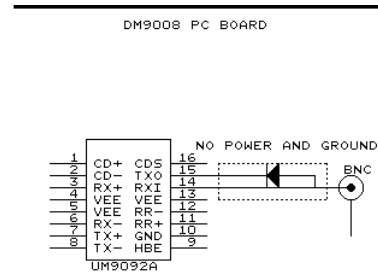 DM9008 PC BOARD
NO POWER AND GROUND
BNC
1 CD+ CDS 16
2 CD- TXO 15
3 RX+ RXI 14
4 VEE VEE 13
5 VEE RR- 12
6 RX- RR+ 11
7 TX+ GND 10
8 TX- HBE 9
UM9092A